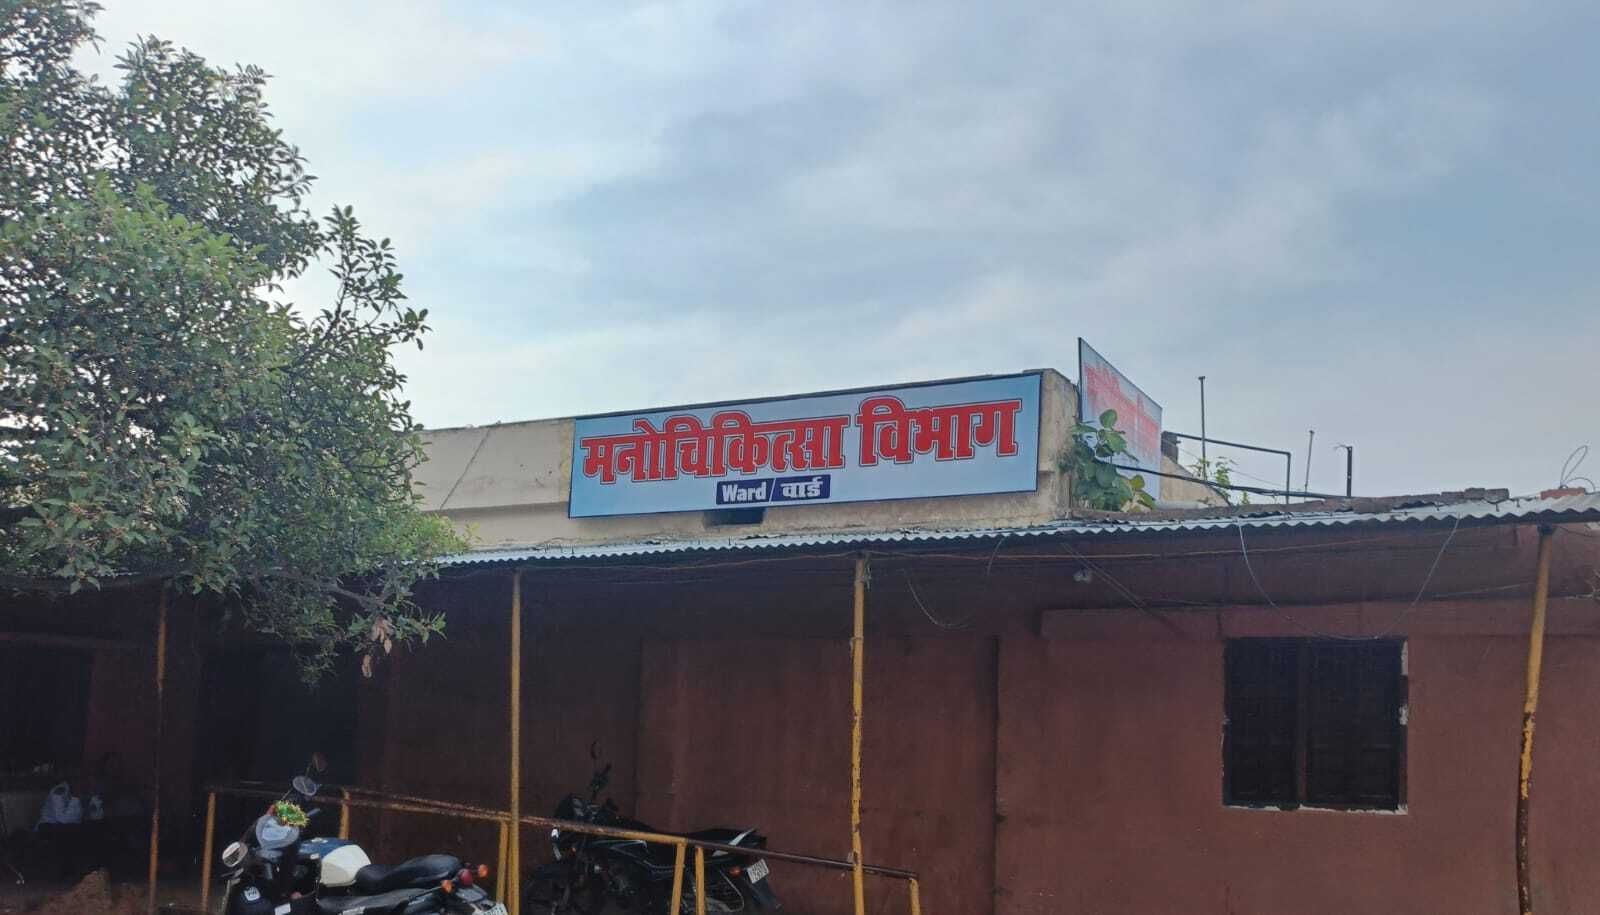 मनोचिकित्सा विभाग
Ward / वार्ड